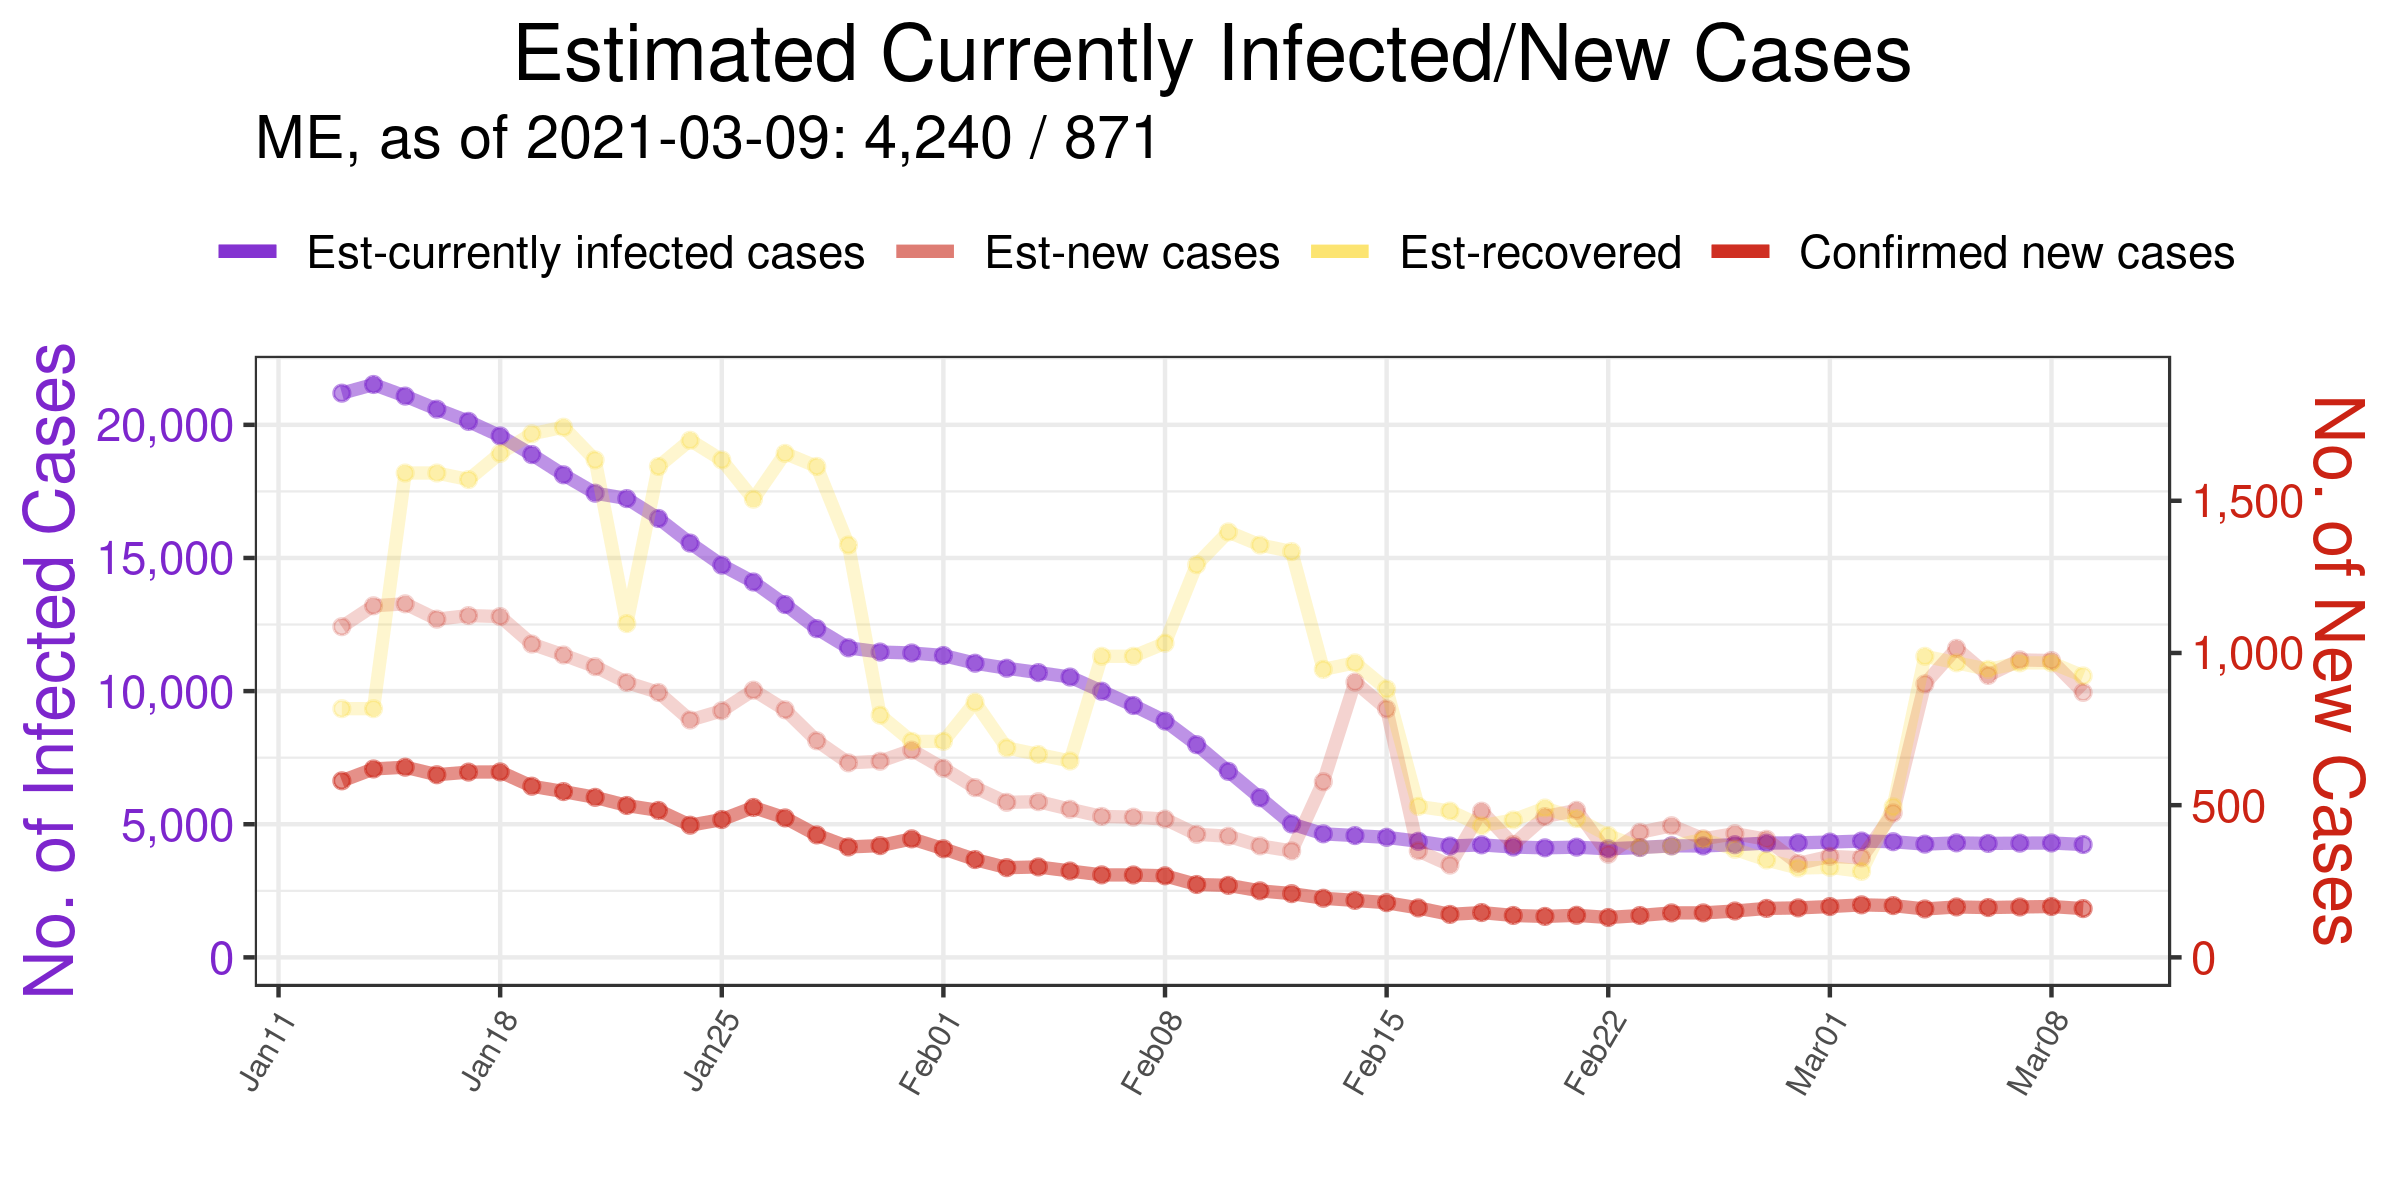 Estimated Currently Infected/New Cases
ME, as of 2021-03-09: 4,240 / 871
Est-currently infected cases Est-new cases Est-recovered Confirmed new cases
No. of Infected Cases
20,000
15,000
10,000
5,000
0
No. of New Cases
1,500
1,000
500
0
Jan11 Jan18 Jan25 Feb01 Feb08 Feb15 Feb22 Mar01 Mar08